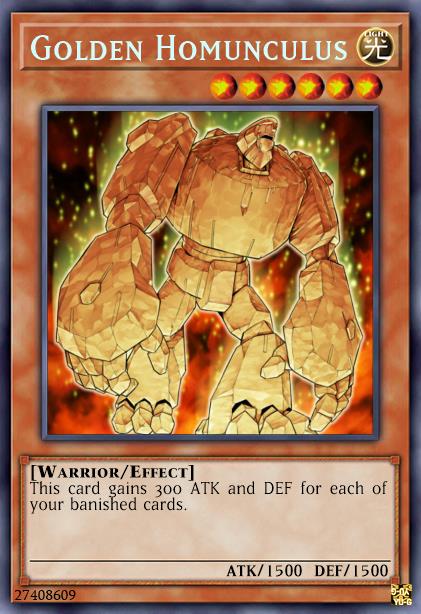 GOLDEN HOMUNCULUS
LIGHT
光
[WARRIOR/EFFECT]
This card gains 300 ATK and DEF for each of
your banished cards.
ATK/1500 DEF/1500
27408609